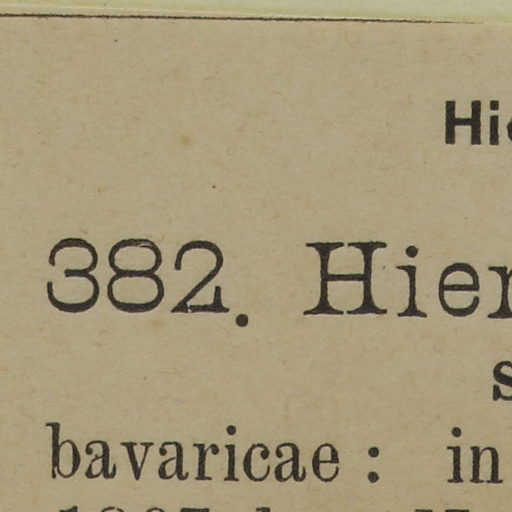 Hi
382. Hier
s
bavaricae: in